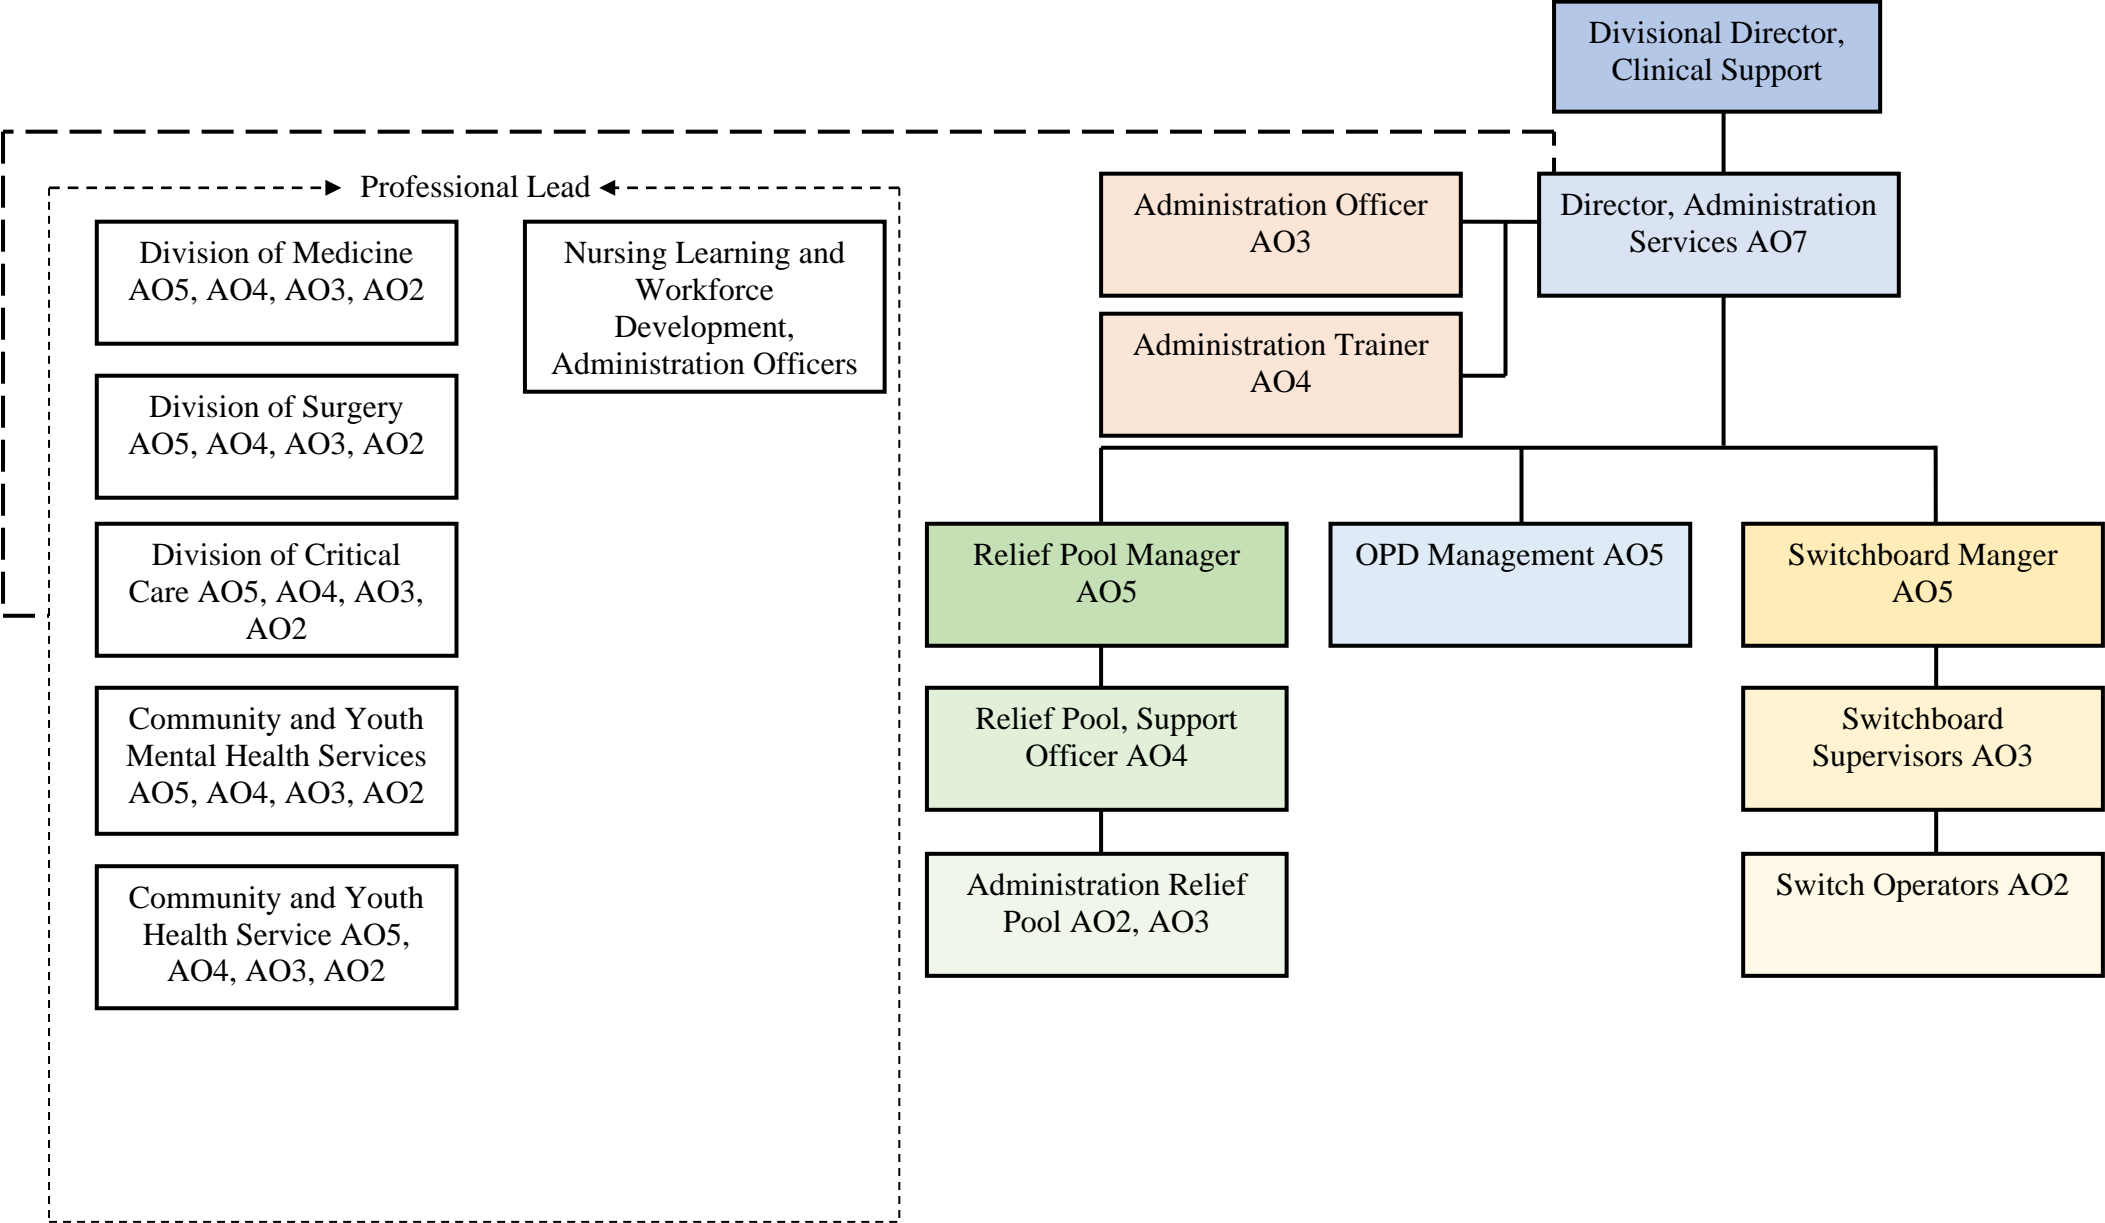 Divisional Director,
Clinical Support
Professional Lead
Administration Officer
AO3
Director, Administration
Services AO7
Division of Medicine
AO5, AO4, AO3, AO2
Nursing Learning and
Workforce
Development,
Administration Officers
Administration Trainer
AO4
Division of Surgery
AO5, AO4, AO3, AO2
Division of Critical
Care AO5, AO4, AO3,
AO2
Relief Pool Manager
AO5
OPD Management AO5
Switchboard Manger
AO5
Community and Youth
Mental Health Services
AO5, AO4, AO3, AO2
Relief Pool, Support
Officer AO4
Switchboard
Supervisors AO3
Community and Youth
Health Service AO5,
AO4, AO3, AO2
Administration Relief
Pool AO2, AO3
Switch Operators AO2